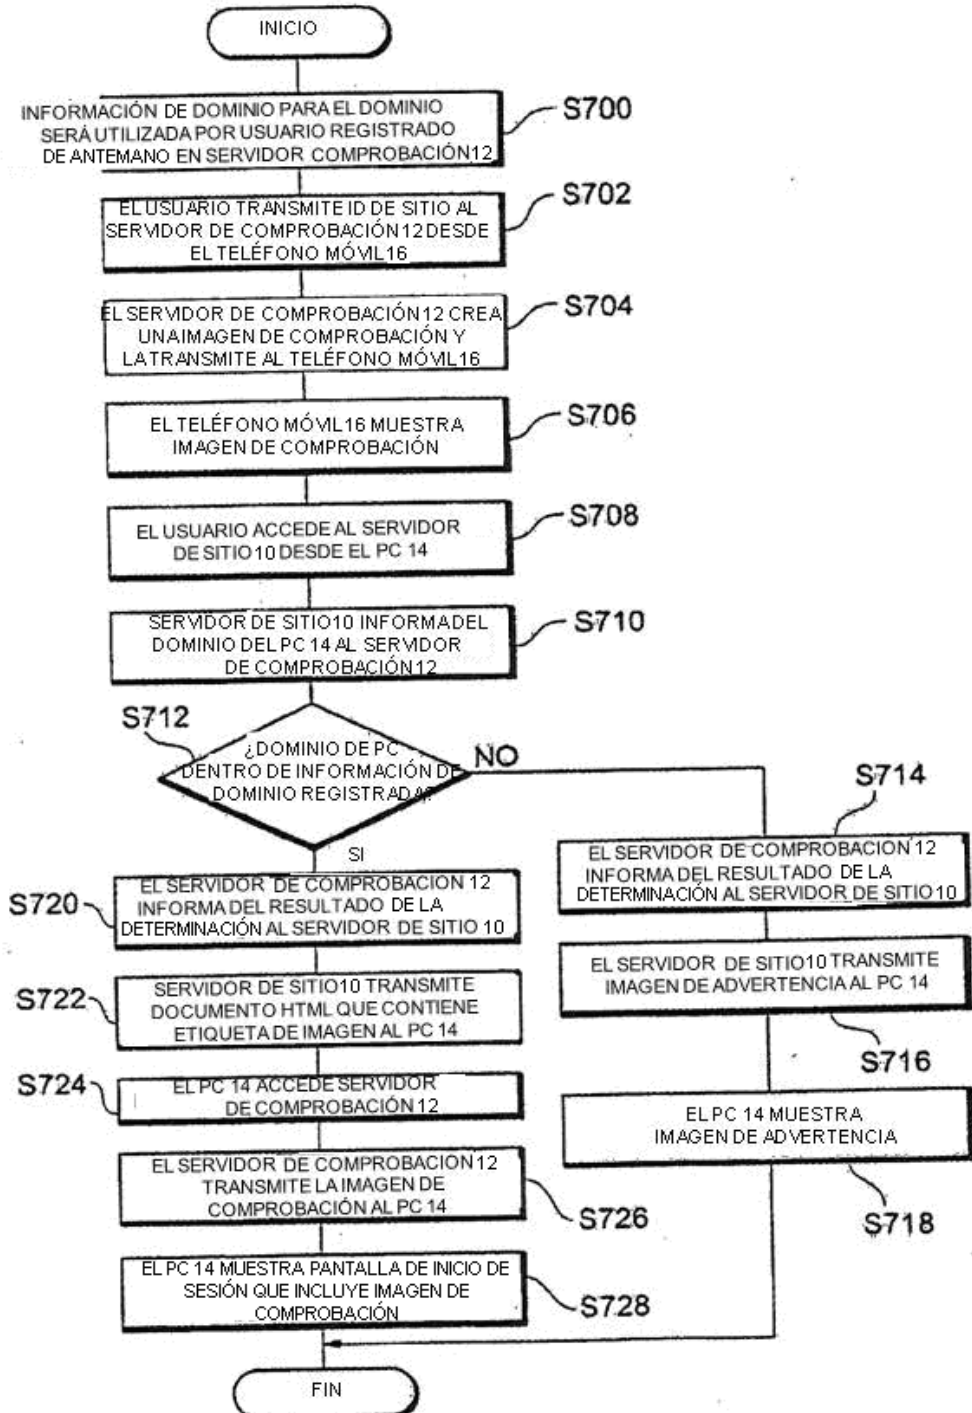 INICIO
INFORMACIÓN DE DOMINIO PARA EL DOMINIO
SERÁ UTILIZADA POR USUARIO REGISTRADO
DE ANTEMANO EN SERVIDOR COMPROBACIÓN 12
S700
EL USUARIO TRANSMITE ID DE SITIO AL
SERVIDOR DE COMPROBACIÓN 12 DESDE
EL TELÉFONO MÓVIL 16
S702
EL SERVIDOR DE COMPROBACIÓN 12 CREA
UNA IMAGEN DE COMPROBACIÓN Y
LA TRANSMITE AL TELÉFONO MÓVIL 16
S704
EL TELÉFONO MÓVIL 16 MUESTRA
IMAGEN DE COMPROBACIÓN
S706
EL USUARIO ACCEDE AL SERVIDOR
DE SITIO 10 DESDE EL PC 14
S708
SERVIDOR DE SITIO 10 INFORMA DEL
DOMINIO DEL PC 14 AL SERVIDOR
DE COMPROBACIÓN 12
S710
S712
¿DOMINIO DE PC
DENTRO DE INFORMACIÓN DE
DOMINIO REGISTRADA?
NO
SI
S714
EL SERVIDOR DE COMPROBACION 12
INFORMA DEL RESULTADO DE LA
DETERMINACIÓN AL SERVIDOR DE SITIO 10
EL SERVIDOR DE SITIO 10 TRANSMITE
IMAGEN DE ADVERTENCIA AL PC 14
S716
EL PC 14 MUESTRA
IMAGEN DE ADVERTENCIA
S718
S720
EL SERVIDOR DE COMPROBACION 12
INFORMA DEL RESULTADO DE LA
DETERMINACIÓN AL SERVIDOR DE SITIO 10
S722
SERVIDOR DE SITIO 10 TRANSMITE
DOCUMENTO HTML QUE CONTIENE
ETIQUETA DE IMAGEN AL PC 14
S724
EL PC 14 ACCEDE SERVIDOR
DE COMPROBACIÓN 12
EL SERVIDOR DE COMPROBACION 12
TRANSMITE LA IMAGEN DE
COMPROBACIÓN AL PC 14
S726
EL PC 14 MUESTRA PANTALLA DE INICIO DE
SESIÓN QUE INCLUYE IMAGEN DE
COMPROBACIÓN
S728
FIN